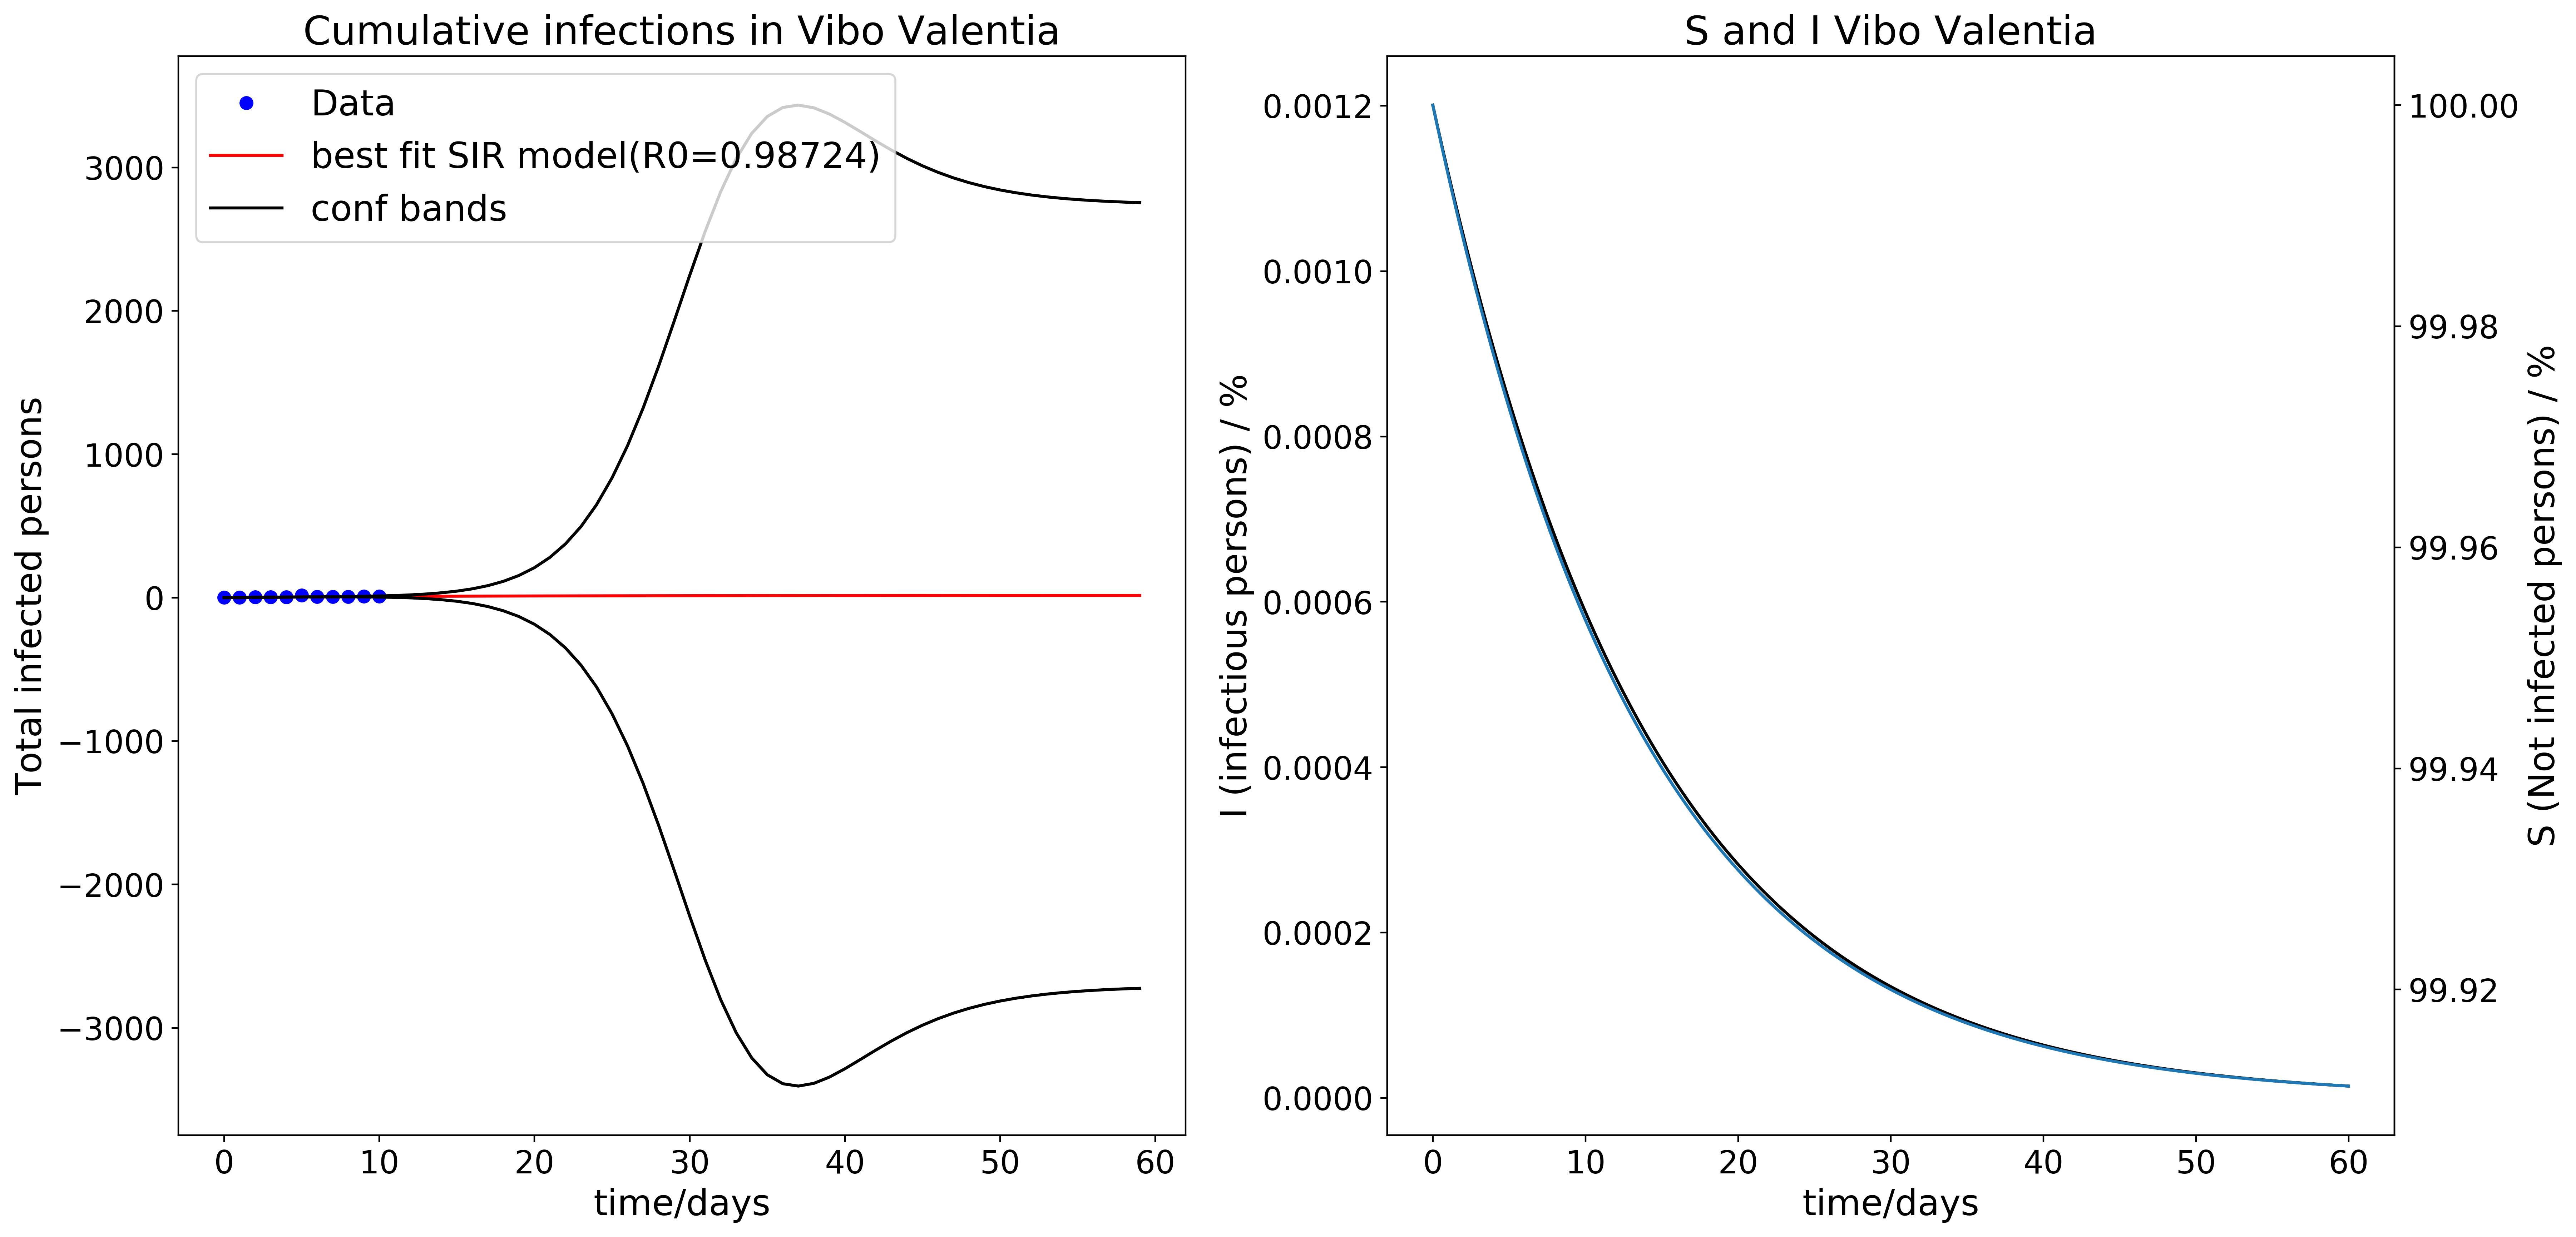 Cumulative infections in Vibo Valentia
Data
best fit SIR model(R0=0.98724)
conf bands
Total infected persons
3000
2000
1000
0
−1000
−2000
−3000
0 10 20 30 40 50 60
time/days
S and I Vibo Valentia
I (infectious persons) / %
0.0012
0.0010
0.0008
0.0006
0.0004
0.0002
0.0000
0 10 20 30 40 50 60
time/days
100.00
99.98
99.96
99.94
99.92
S (Not infected persons) / %